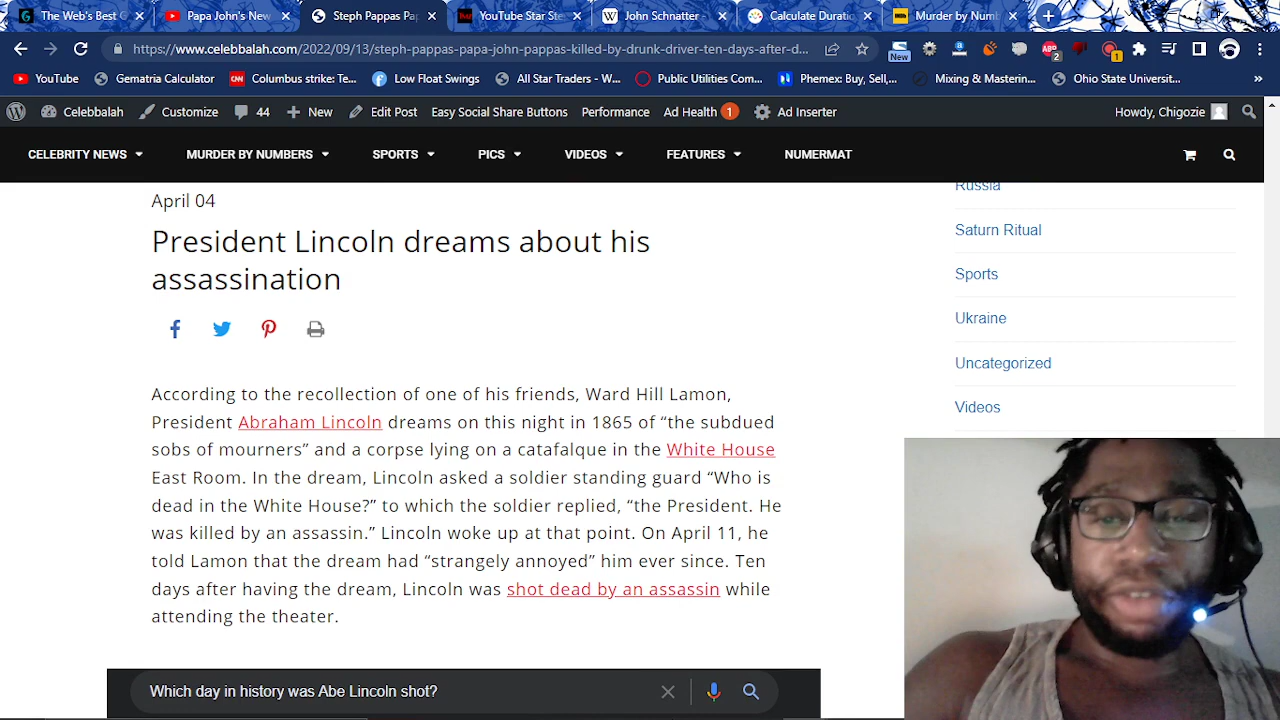 The Web's Best G
Papa John's New
Steph Pappas Pap
YouTube Star Ste
John Schnatter -
Calculate Duratio
Murder by Numb
https://www.celebblah.com/2022/09/13/steph-pappas-papa-john-pappas-killed-by-drunk-driver-ten-days-after-d...
New
ABP
2
1
YouTube
Gematria Calculator
CNN
Columbus strike: Te...
Low Float Swings
All Star Traders - W...
Public Utilities Com...
Phemex: Buy, Sell,...
Mixing & Masterin...
Ohio State Universit...
»
Celebblah
Customize
44
New
Edit Post
Easy Social Share Buttons
Performance
Ad Health 1
Ad Inserter
Howdy, Chigozie
CELEBRITY NEWS
MURDER BY NUMBERS
SPORTS
PICS
VIDEOS
FEATURES
NUMERMAT
April 04
President Lincoln dreams about his
assassination
According to the recollection of one of his friends, Ward Hill Lamon,
President Abraham Lincoln dreams on this night in 1865 of “the subdued
sobs of mourners” and a corpse lying on a catafalque in the White House
East Room. In the dream, Lincoln asked a soldier standing guard “Who is
dead in the White House?” to which the soldier replied, “the President. He
was killed by an assassin.” Lincoln woke up at that point. On April 11, he
told Lamon that the dream had “strangely annoyed” him ever since. Ten
days after having the dream, Lincoln was shot dead by an assassin while
attending the theater.
Which day in history was Abe Lincoln shot?
Russia
Saturn Ritual
Sports
Ukraine
Uncategorized
Videos